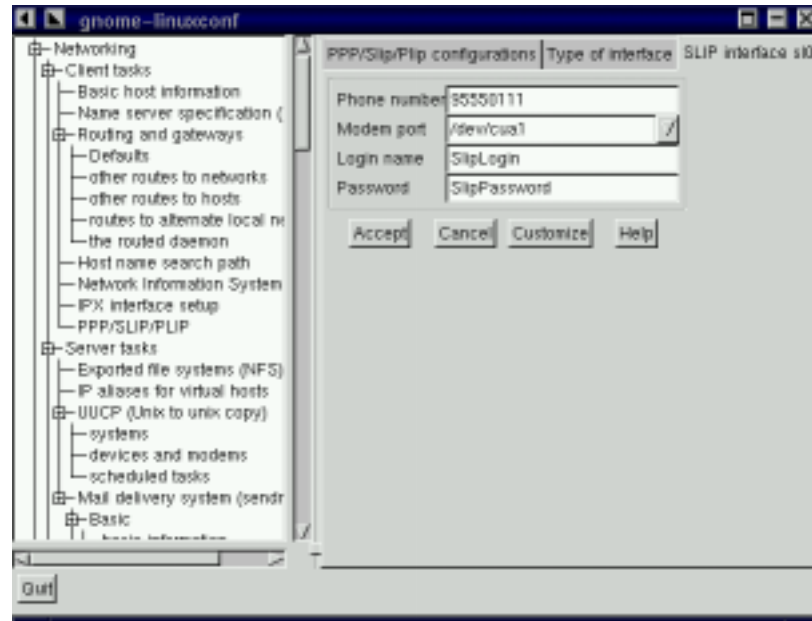 gnome-linuxconf
Networking
Client tasks
Basic host information
Name server specification (
Routing and gateways
Defaults
other routes to networks
other routes to hosts
routes to alternate local ne
the routed daemon
Host name search path
Network Information System
IPX interface setup
PPP/SLIP/PLIP
Server tasks
Exported file systems (NFS)
IP aliases for virtual hosts
UUCP (Unix to unix copy)
systems
devices and modems
scheduled tasks
Mail delivery system (sendr
Basic
basic information
PPP/Slip/Plip configurations Type of interface SLIP interface sl0
Phone number 95550111
Modem port /dev/cua1
Login name SlipLogin
Password SlipPassword
Accept Cancel Customize Help
Quit